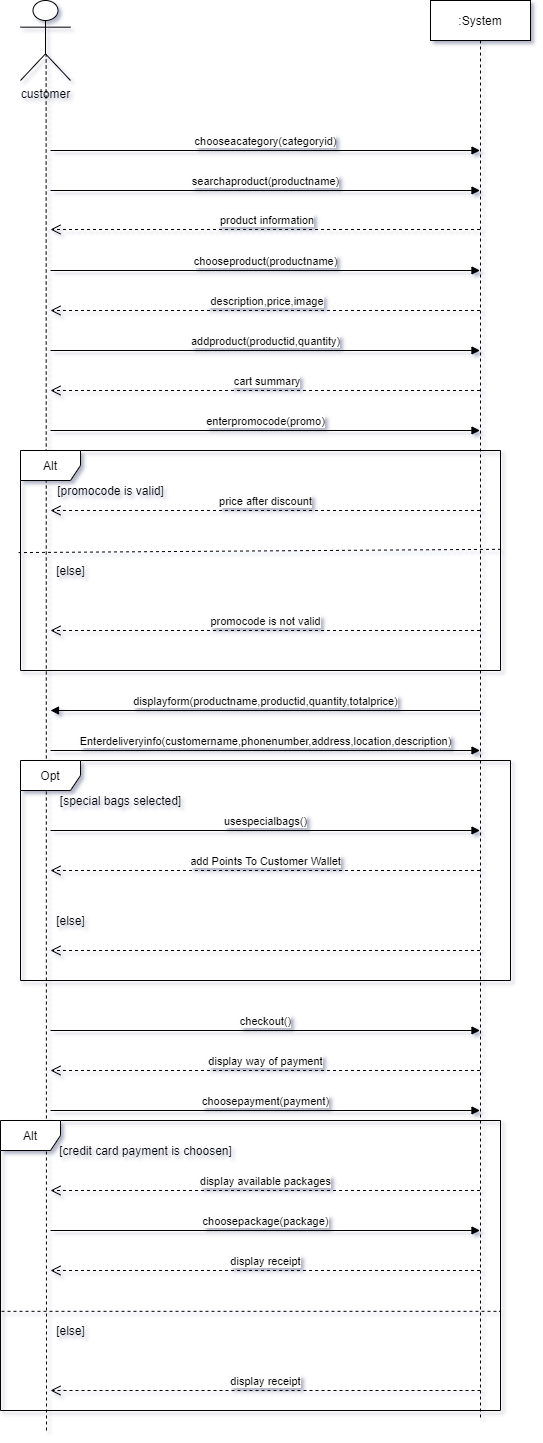 :System
customer
chooseacategory(categoryid)
searchaproduct(productname)
product information
chooseproduct(productname)
description,price,image
addproduct(productid,quantity)
cart summary
enterpromocode(promo)
Alt
[promocode is valid]
price after discount
[else]
promocode is not valid
displayform(productname,productid,quantity,totalprice)
Enterdeliveryinfo(customername,phonenumber,address,location,description)
Opt
[special bags selected]
usespecialbags()
add Points To Customer Wallet
[else]
checkout()
display way of payment
choosepayment(payment)
Alt
[credit card payment is choosen]
display available packages
choosepackage(package)
display receipt
[else]
display receipt